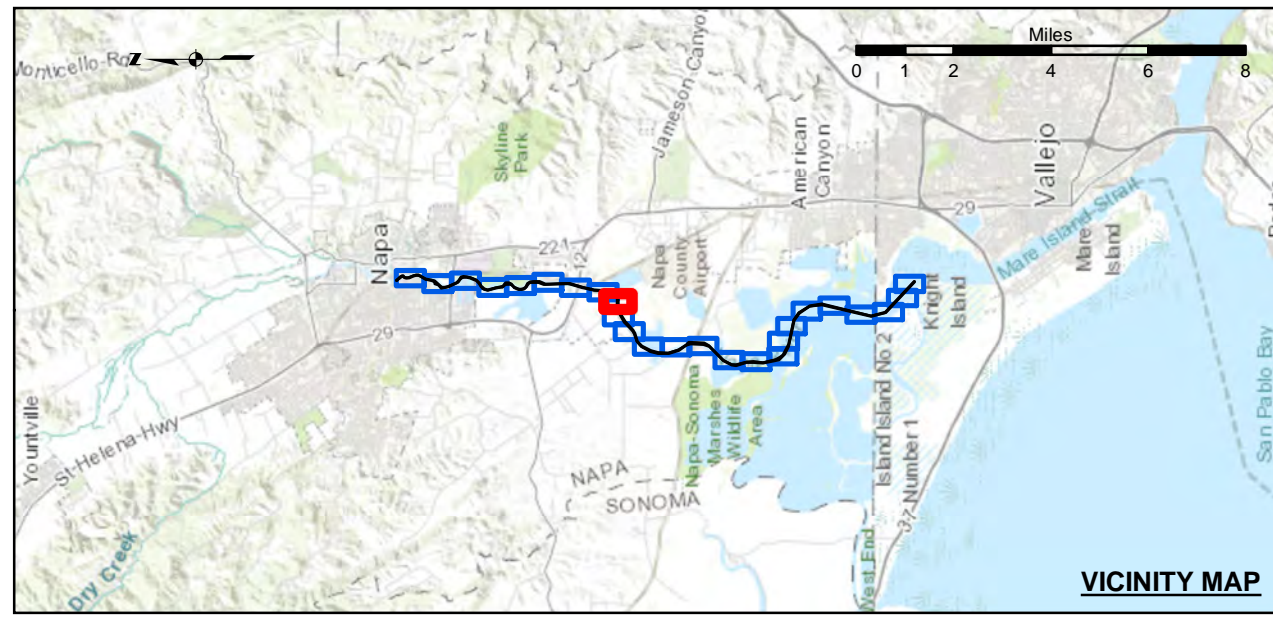 Monticello-Rd
Z
Miles
0 1 2 4 6 8
Jameson Canyo
Skyline
Park
American
Canyon
Vallejo
29
Mare Island-Strait
Mare
Island
Napa
221
12
Napa
County
Airport
29
Knight
Island
Yountville
St-Helena-Hwy
Dry Creek
NAPA
SONOMA
Napa-Sonoma
Marshes
Wildlife
Area
Island Island No 2
37
Number 1
West End
San Pablo Bay
VICINITY MAP